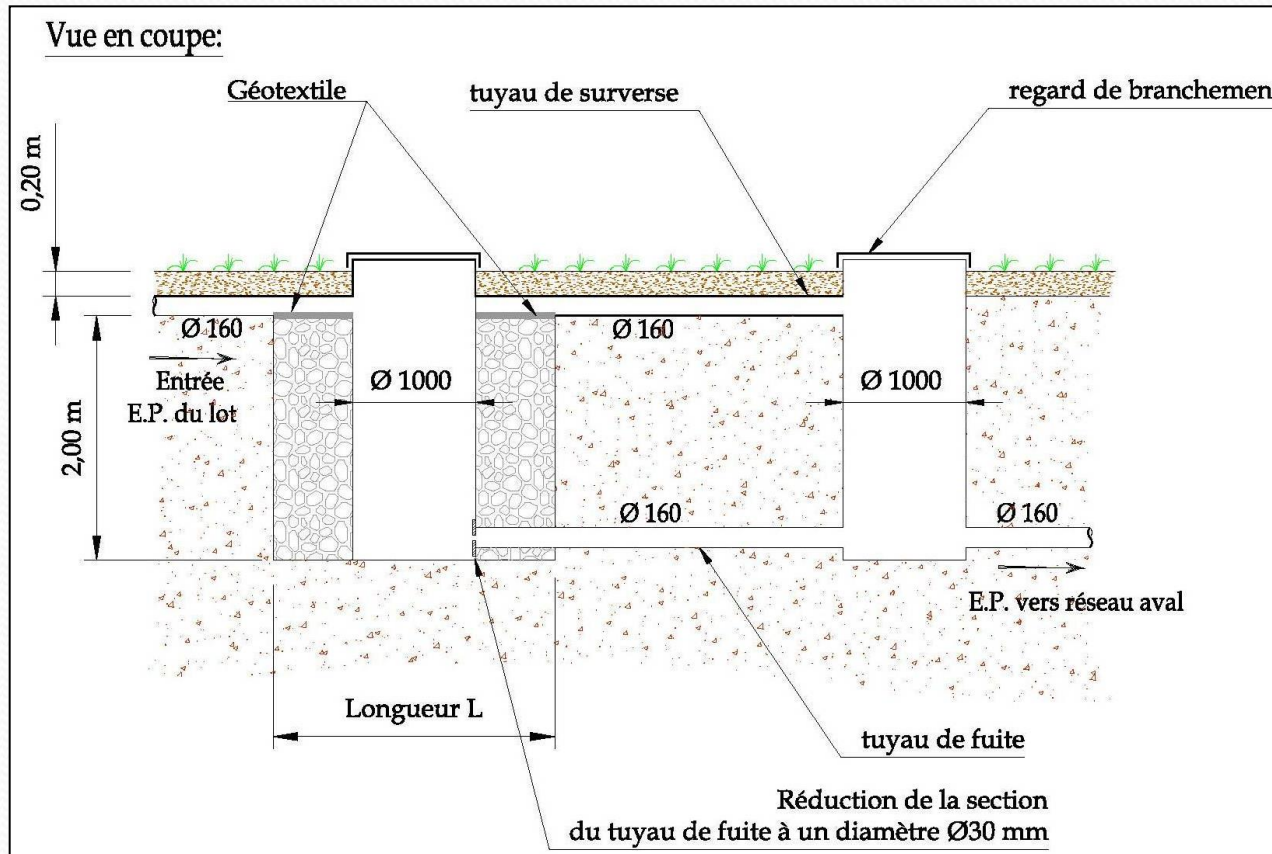 Vue en coupe:
Géotextile
tuyau de surverse
regard de branchemen
0,20 m
Ø 160
Ø 160
Entrée
E.P. du lot
Ø 1000
Ø 1000
2,00 m
Ø 160
Ø 160
E.P. vers réseau aval
Longueur L
tuyau de fuite
Réduction de la section
du tuyau de fuite à un diamètre Ø30 mm